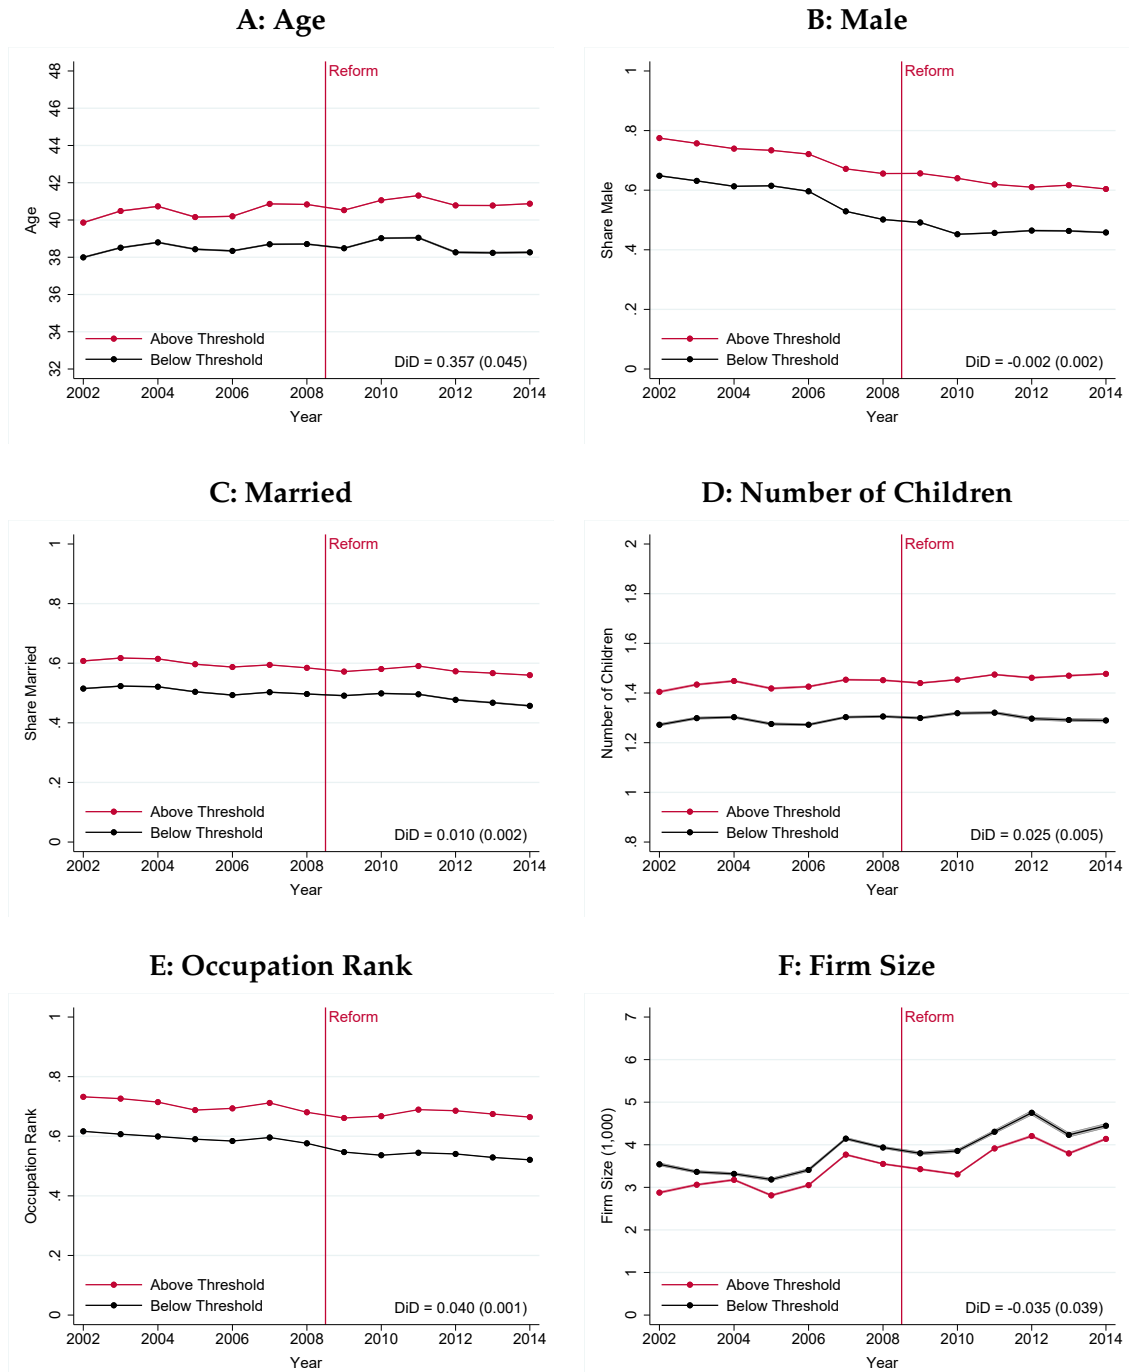 A: Age
48
46
44
42
40
38
36
34
32
Age
Reform
Above Threshold
Below Threshold
DiD = 0.357 (0.045)
2002 2004 2006 2008 2010 2012 2014
Year
B: Male
1
.8
.6
.4
.2
0
Share Male
Reform
Above Threshold
Below Threshold
DiD = -0.002 (0.002)
2002 2004 2006 2008 2010 2012 2014
Year
C: Married
1
.8
.6
.4
.2
0
Share Married
Reform
Above Threshold
Below Threshold
DiD = 0.010 (0.002)
2002 2004 2006 2008 2010 2012 2014
Year
D: Number of Children
2
1.8
1.6
1.4
1.2
1
.8
Number of Children
Reform
Above Threshold
Below Threshold
DiD = 0.025 (0.005)
2002 2004 2006 2008 2010 2012 2014
Year
E: Occupation Rank
1
.8
.6
.4
.2
0
Occupation Rank
Reform
Above Threshold
Below Threshold
DiD = 0.040 (0.001)
2002 2004 2006 2008 2010 2012 2014
Year
F: Firm Size
7
6
5
4
3
2
1
0
Firm Size (1,000)
Reform
Above Threshold
Below Threshold
DiD = -0.035 (0.039)
2002 2004 2006 2008 2010 2012 2014
Year